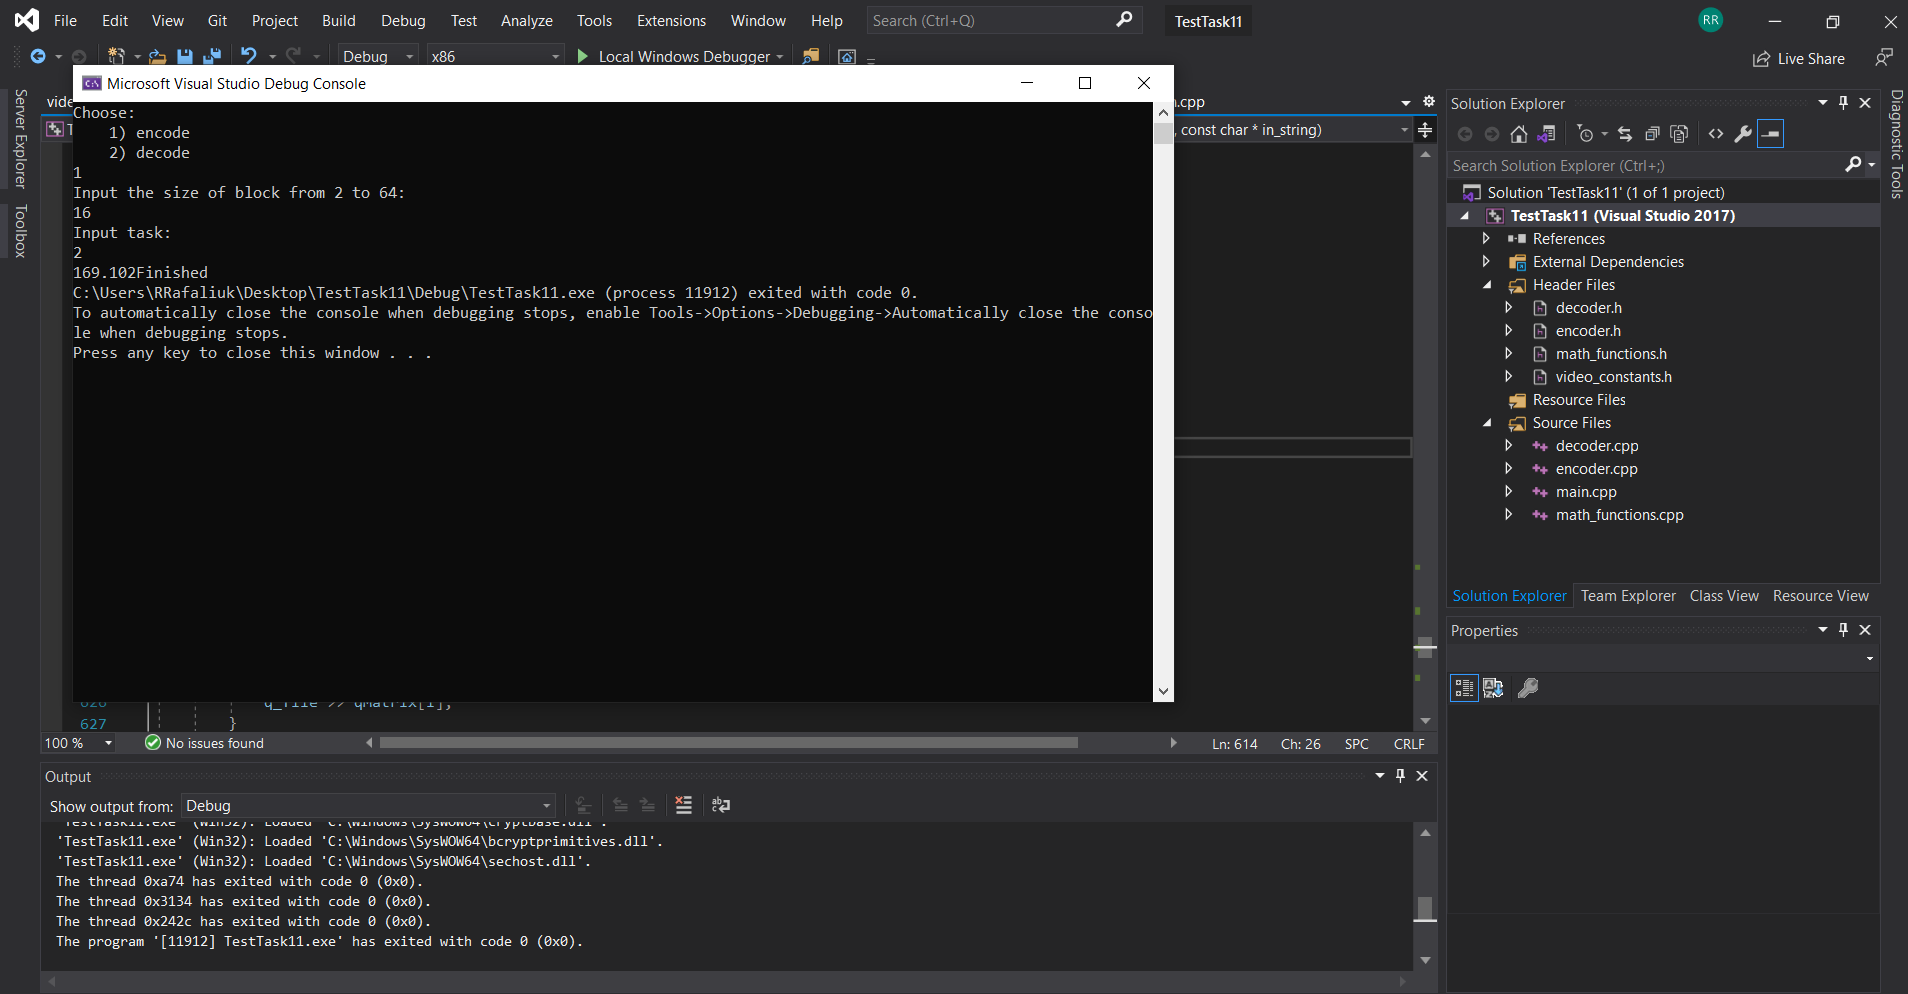 File Edit View Git Project Build Debug Test Analyze Tools Extensions Window Help Search (Ctrl+Q) TestTask11 RR
Debug x86 Local Windows Debugger Live Share
Server Explorer
Toolbox
Microsoft Visual Studio Debug Console
Choose:
1) encode
2) decode
1
Input the size of block from 2 to 64:
16
Input task:
2
169.102Finished
C:\Users\RRafaliuk\Desktop\TestTask11\Debug\TestTask11.exe (process 11912) exited with code 0.
To automatically close the console when debugging stops, enable Tools->Options->Debugging->Automatically close the conso
le when debugging stops.
Press any key to close this window . . .
.cpp
, const char * in_string)
627 }
100 % No issues found Ln: 614 Ch: 26 SPC CRLF
Output
Show output from: Debug
'TestTask11.exe' (Win32): Loaded 'C:\Windows\SysWOW64\cryptbase.dll'.
'TestTask11.exe' (Win32): Loaded 'C:\Windows\SysWOW64\bcryptprimitives.dll'.
'TestTask11.exe' (Win32): Loaded 'C:\Windows\SysWOW64\sechost.dll'.
The thread 0xa74 has exited with code 0 (0x0).
The thread 0x3134 has exited with code 0 (0x0).
The thread 0x242c has exited with code 0 (0x0).
The program '[11912] TestTask11.exe' has exited with code 0 (0x0).
Solution Explorer
Search Solution Explorer (Ctrl+;)
Solution 'TestTask11' (1 of 1 project)
TestTask11 (Visual Studio 2017)
References
External Dependencies
Header Files
decoder.h
encoder.h
math_functions.h
video_constants.h
Resource Files
Source Files
decoder.cpp
encoder.cpp
main.cpp
math_functions.cpp
Solution Explorer Team Explorer Class View Resource View
Properties
Diagnostic Tools